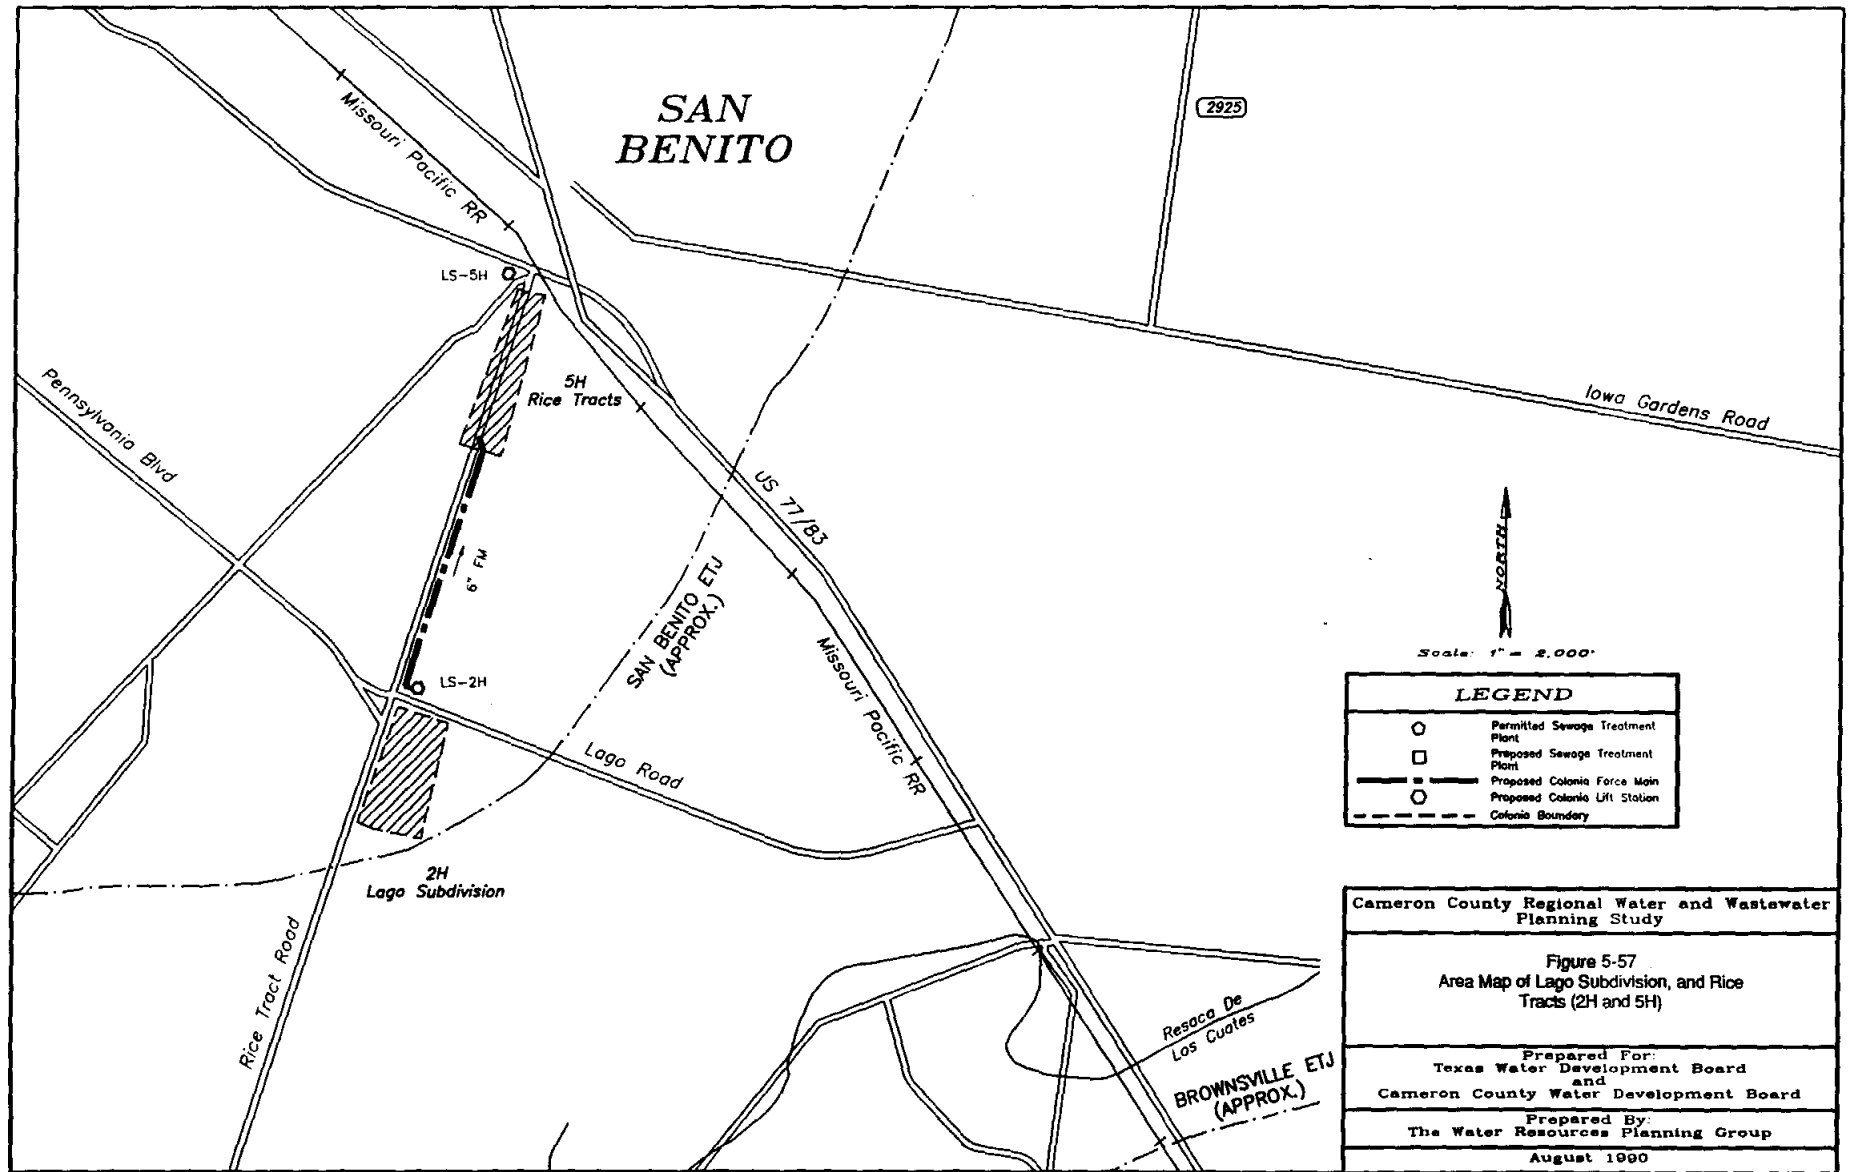 SAN
BENITO
2925
Missouri Pacific RR
LS-5H
5H
Rice Tracts
Pennsylvania Blvd
Iowa Gardens Road
US 77/83
6" FM
SAN BENITO ETJ
(APPROX.)
LS-2H
Lago Road
Missouri Pacific RR
2H
Lago Subdivision
Rice Tract Road
Resaca De
Los Cuates
BROWNSVILLE ETJ
(APPROX.)
NORTH
Scale: 1" = 2,000'
LEGEND
Permitted Sewage Treatment
Plant
Proposed Sewage Treatment
Plant
Proposed Colonia Force Main
Proposed Colonia Lift Station
Colonia Boundary
Cameron County Regional Water and Wastewater
Planning Study
Figure 5-57
Area Map of Lago Subdivision, and Rice
Tracts (2H and 5H)
Prepared For:
Texas Water Development Board
and
Cameron County Water Development Board
Prepared By:
The Water Resources Planning Group
August 1990